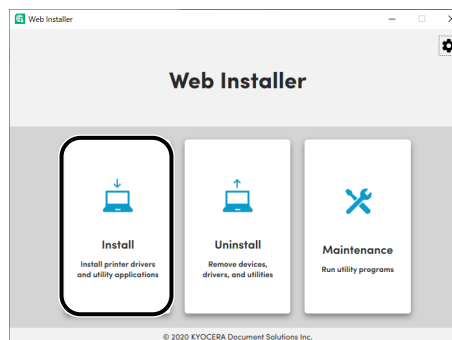 Web Installer
Web Installer
Install
Install printer drivers
and utility applications
Uninstall
Remove devices,
drivers, and utilities
Maintenance
Run utility programs
© 2020 KYOCERA Document Solutions Inc.